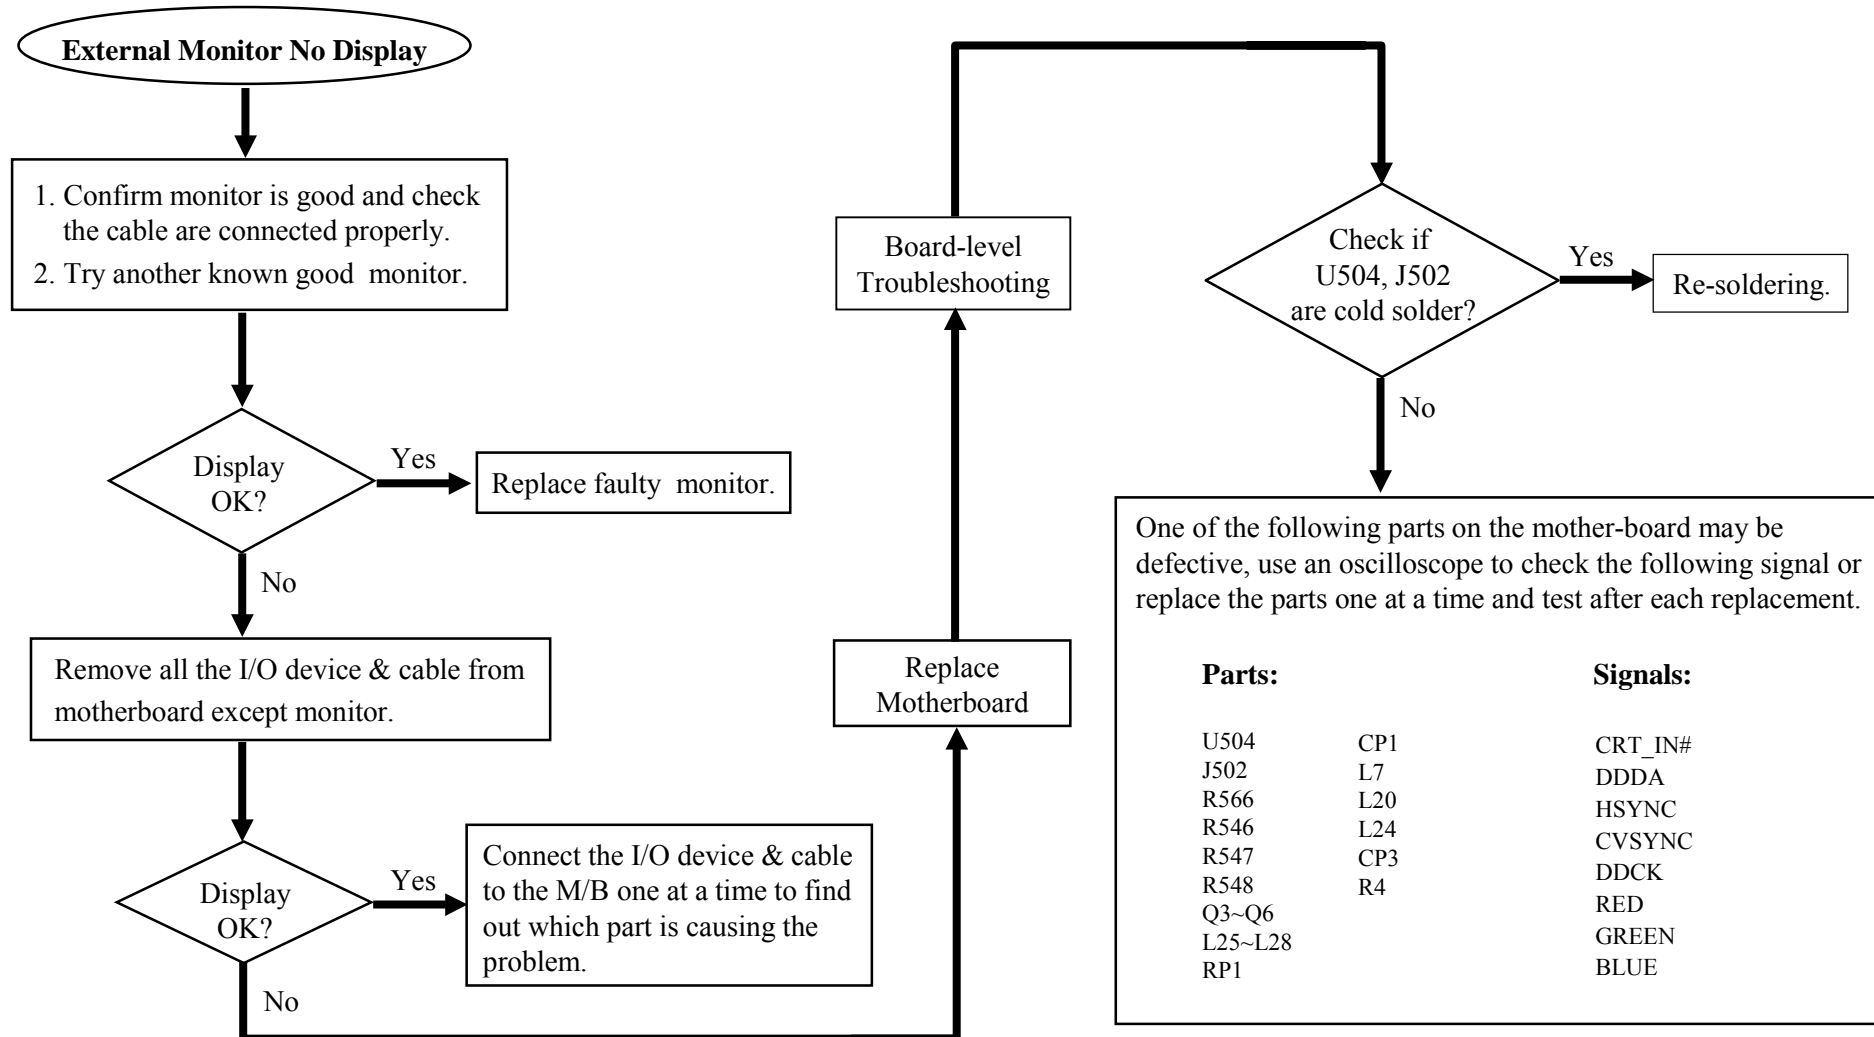 External Monitor No Display
1. Confirm monitor is good and check
the cable are connected properly.
2. Try another known good monitor.
Display
OK?
Yes
Replace faulty monitor.
No
Remove all the I/O device & cable from
motherboard except monitor.
Display
OK?
Yes
Connect the I/O device & cable
to the M/B one at a time to find
out which part is causing the
problem.
No
Replace
Motherboard
Board-level
Troubleshooting
Check if
U504, J502
are cold solder?
Yes
Re-soldering.
No
One of the following parts on the mother-board may be
defective, use an oscilloscope to check the following signal or
replace the parts one at a time and test after each replacement.
Parts:
U504
J502
R566
R546
R547
R548
Q3~Q6
L25~L28
RP1
CP1
L7
L20
L24
CP3
R4
Signals:
CRT_IN#
DDDA
HSYNC
CVSYNC
DDCK
RED
GREEN
BLUE